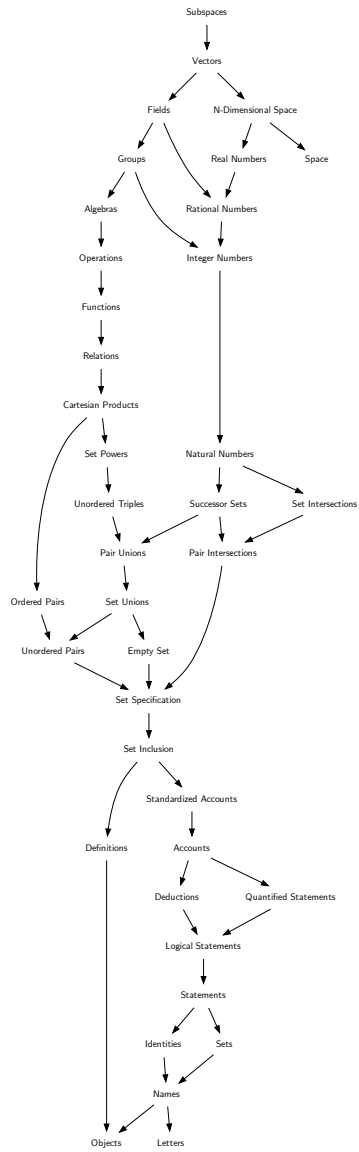 Subspaces
Vectors
Fields
N-Dimensional Space
Groups
Real Numbers
Space
Algebras
Rational Numbers
Operations
Integer Numbers
Functions
Relations
Cartesian Products
Set Powers
Natural Numbers
Unordered Triples
Successor Sets
Set Intersections
Pair Unions
Pair Intersections
Ordered Pairs
Set Unions
Unordered Pairs
Empty Set
Set Specification
Set Inclusion
Standardized Accounts
Definitions
Accounts
Deductions
Quantified Statements
Logical Statements
Statements
Identities
Sets
Names
Objects
Letters